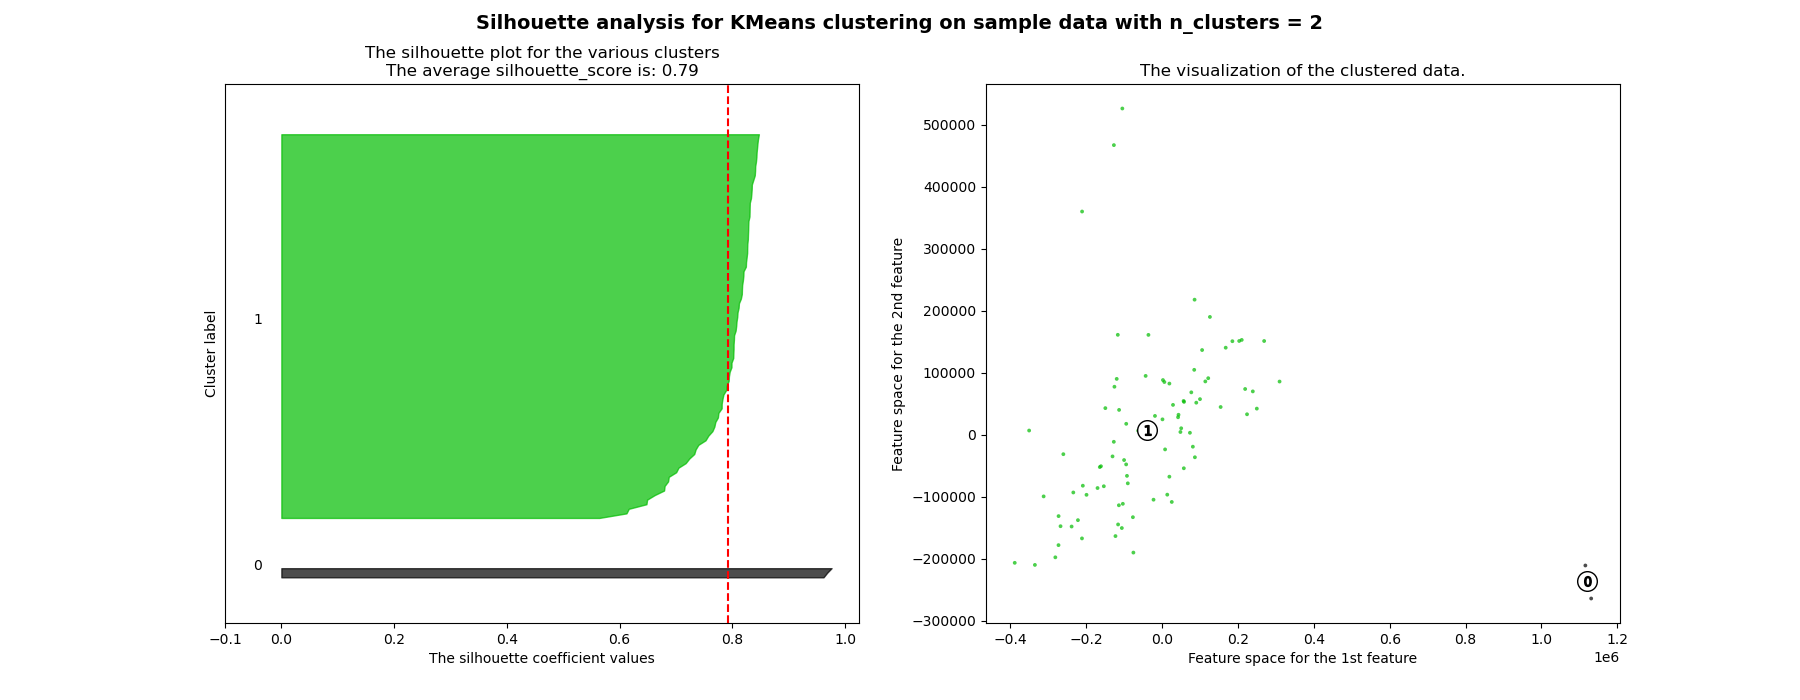 Silhouette analysis for KMeans clustering on sample data with n_clusters = 2
The silhouette plot for the various clusters
The average silhouette_score is: 0.79
Cluster label
1
0
−0.1 0.0 0.2 0.4 0.6 0.8 1.0
The silhouette coefficient values
The visualization of the clustered data.
Feature space for the 2nd feature
500000
400000
300000
200000
100000
0
−100000
−200000
−300000
1
0
−0.4 −0.2 0.0 0.2 0.4 0.6 0.8 1.0 1.2
1e6
Feature space for the 1st feature